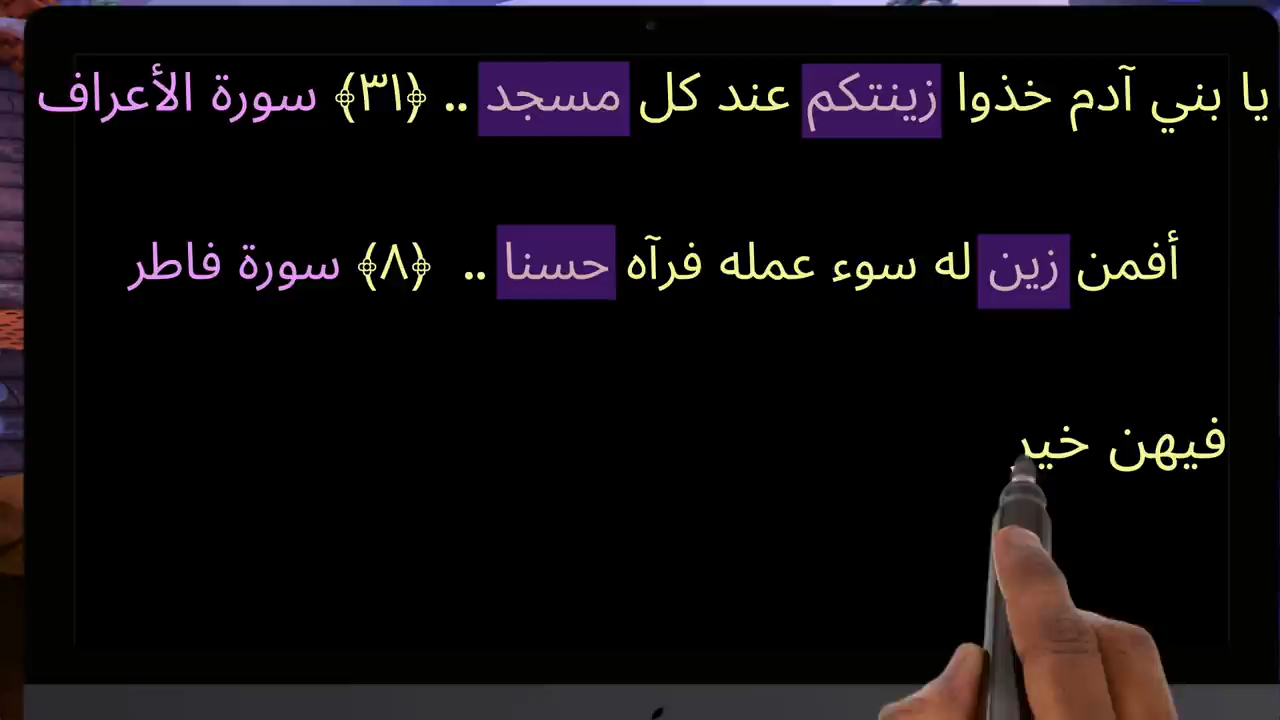 يا بني آدم خذوا زينتكم عند كل مسجد .. ﴿٣١﴾ سورة الأعراف
أفمن زين له سوء عمله فرآه حسنا .. ﴿٨﴾ سورة فاطر
فيهن خير